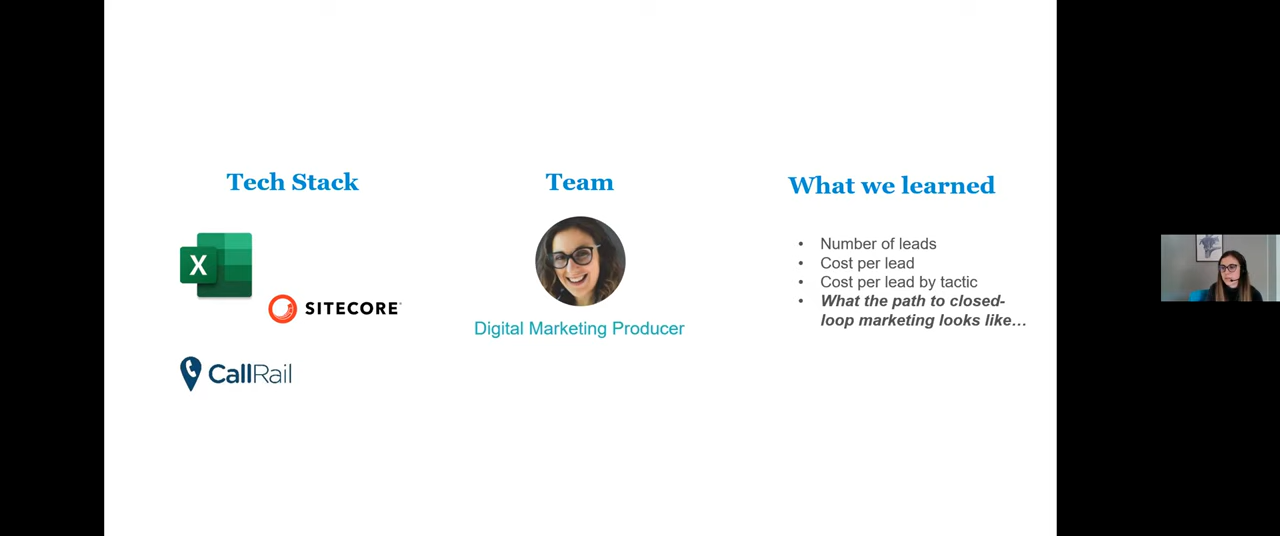 Tech Stack
X
SITECORE
CallRail
Team
Digital Marketing Producer
What we learned
• Number of leads
• Cost per lead
• Cost per lead by tactic
• What the path to closed-
loop marketing looks like…